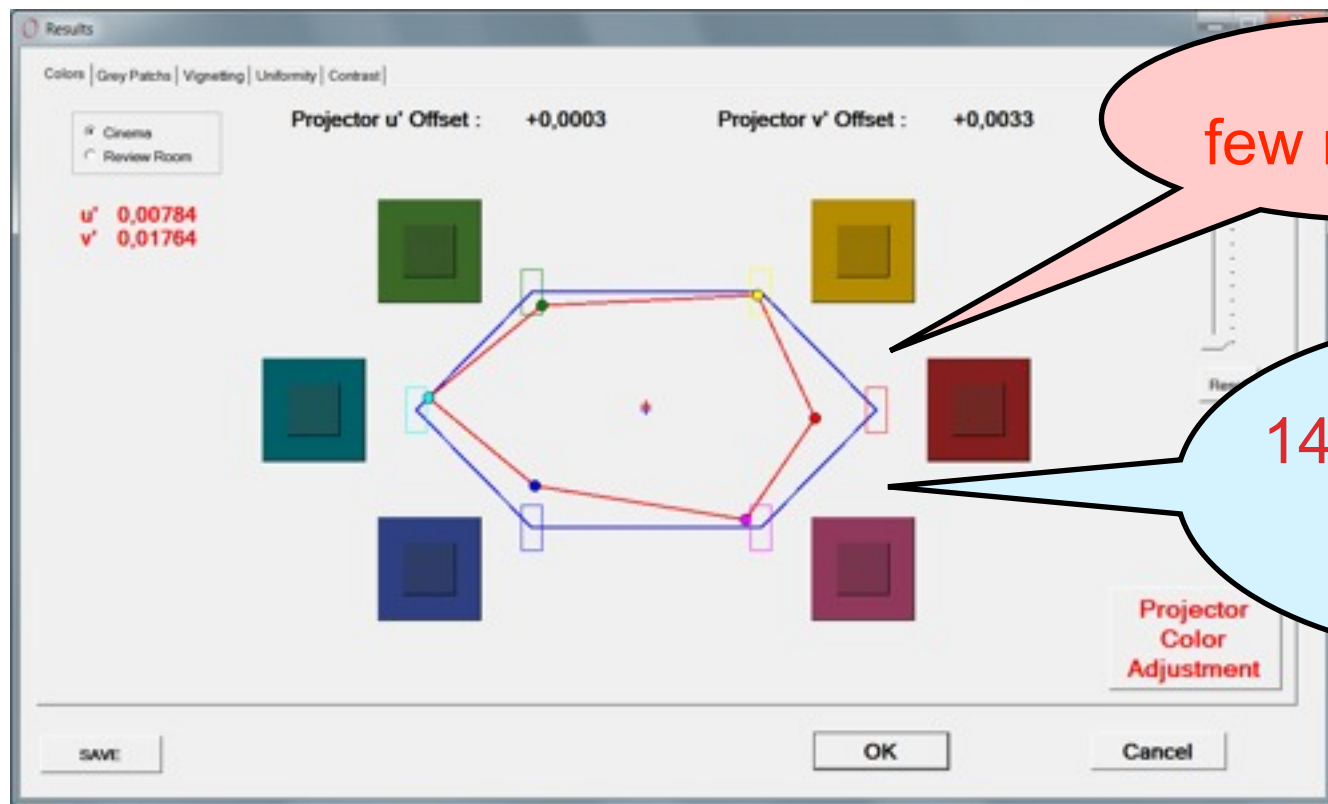 Results
Colors | Grey Patchs | Vignetting | Uniformity | Contrast |
Cinema
Review Room
Projector u' Offset : +0,0003 Projector v' Offset : +0,0033
u' 0,00784
v' 0,01764
few
14
Projector
Color
Adjustment
SAVE
OK
Cancel